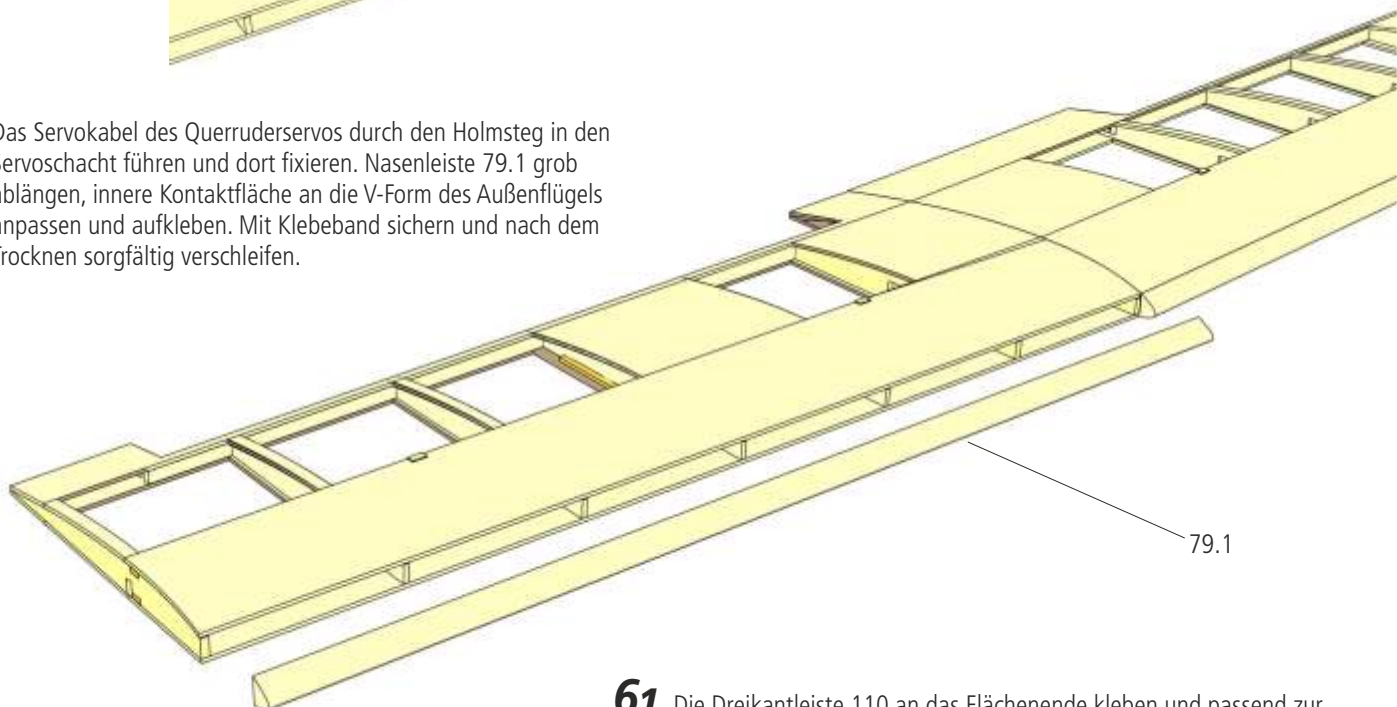 Das Servokabel des Querruderservos durch den Holmsteg in den
Servoschacht führen und dort fixieren. Nasenleiste 79.1 grob
ablängen, innere Kontaktfläche an die V-Form des Außenflügels
anpassen und aufkleben. Mit Klebeband sichern und nach dem
Trocknen sorgfältig verschleifen.
79.1
61 Die Dreikantleiste 110 an das Flächenende kleben und passend zur